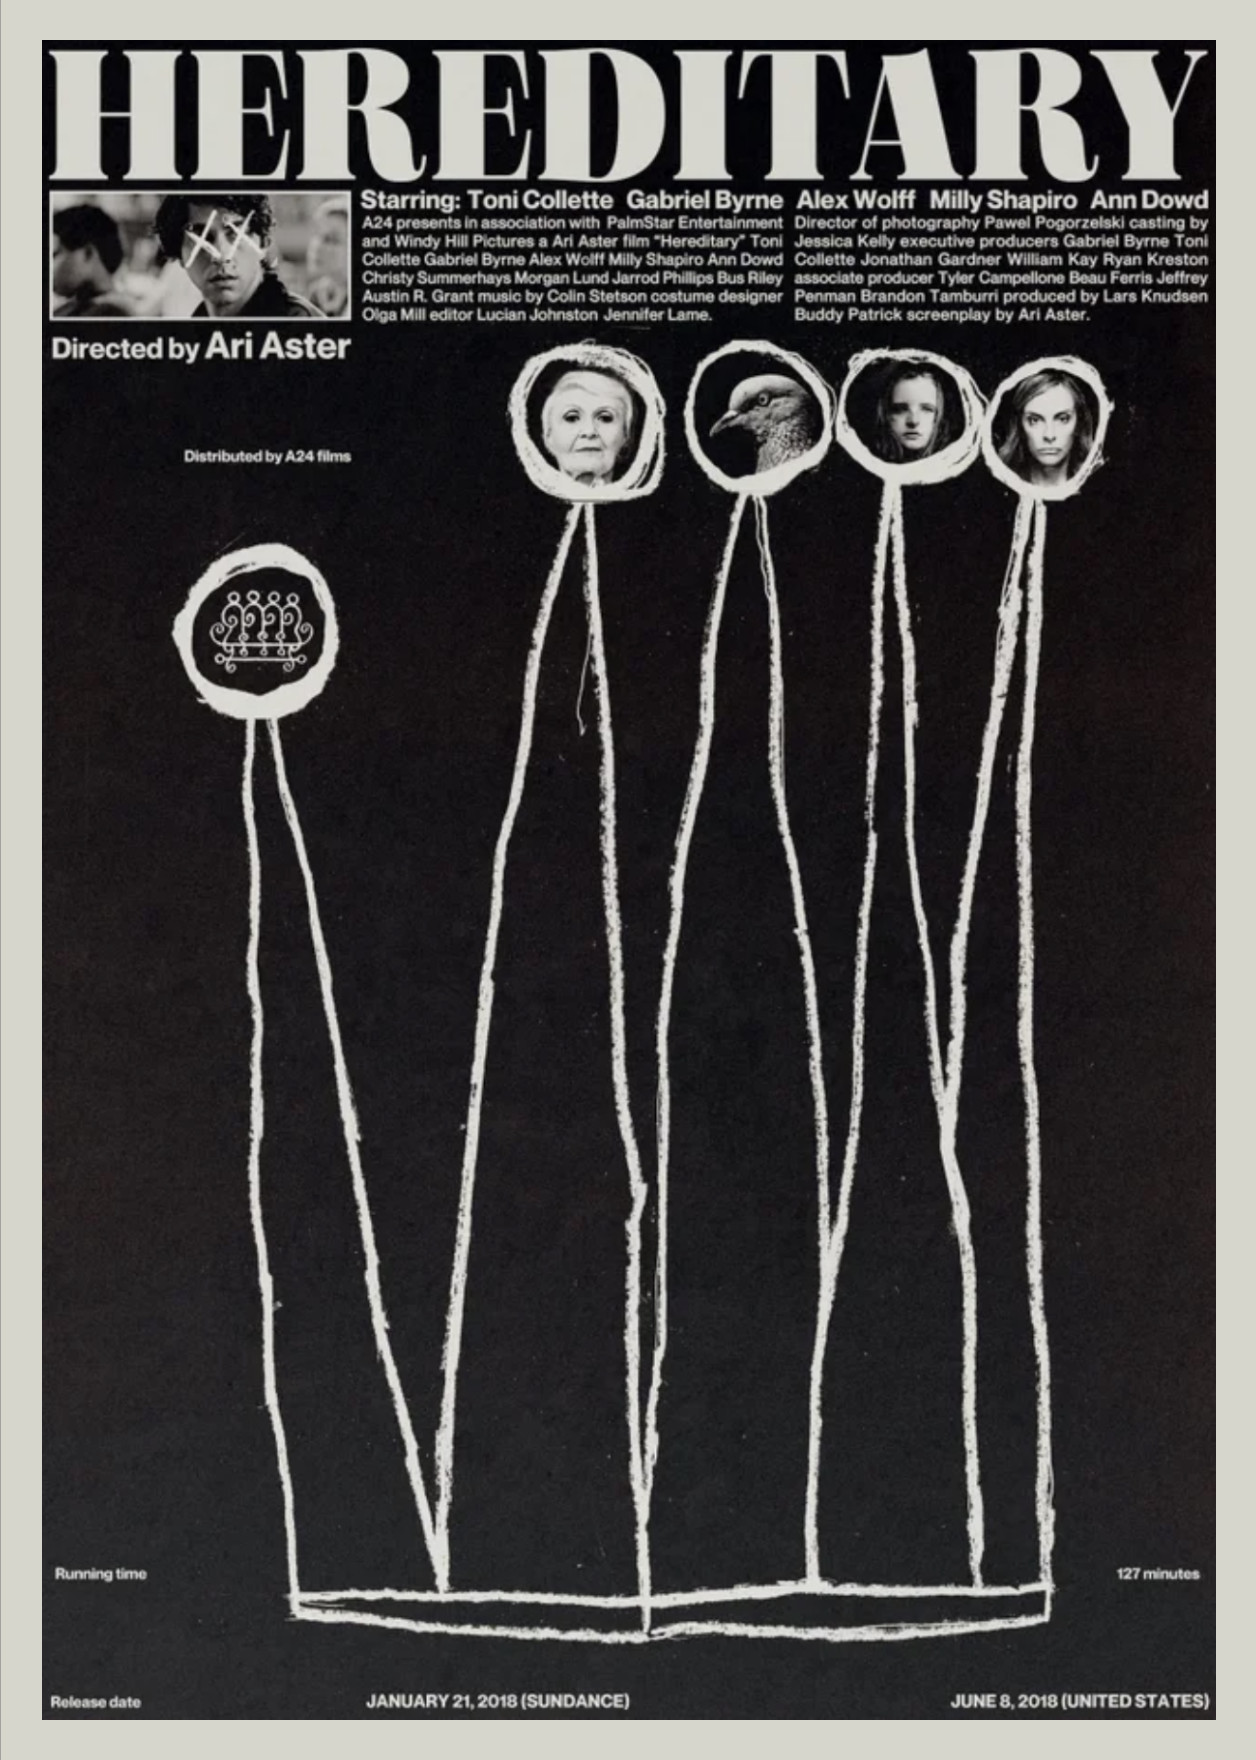 HEREDITARY
Starring: Toni Collette Gabriel Byrne Alex Wolff Milly Shapiro Ann Dowd
A24 presents in association with PalmStar Entertainment
and Windy Hill Pictures a Ari Aster film "Hereditary" Toni
Collette Gabriel Byrne Alex Wolff Milly Shapiro Ann Dowd
Christy Summerhays Morgan Lund Jarrod Phillips Bus Riley
Austin R. Grant music by Colin Stetson costume designer
Olga Mill editor Lucian Johnston Jennifer Lame.
Director of photography Pawel Pogorzelski casting by
Jessica Kelly executive producers Gabriel Byrne Toni
Collette Jonathan Gardner William Kay Ryan Kreston
associate producer Tyler Campellone Beau Ferris Jeffrey
Penman Brandon Tamburri produced by Lars Knudsen
Buddy Patrick screenplay by Ari Aster.
Directed by Ari Aster
Distributed by A24 films
Running time
127 minutes
Release date
JANUARY 21, 2018 (SUNDANCE)
JUNE 8, 2018 (UNITED STATES)